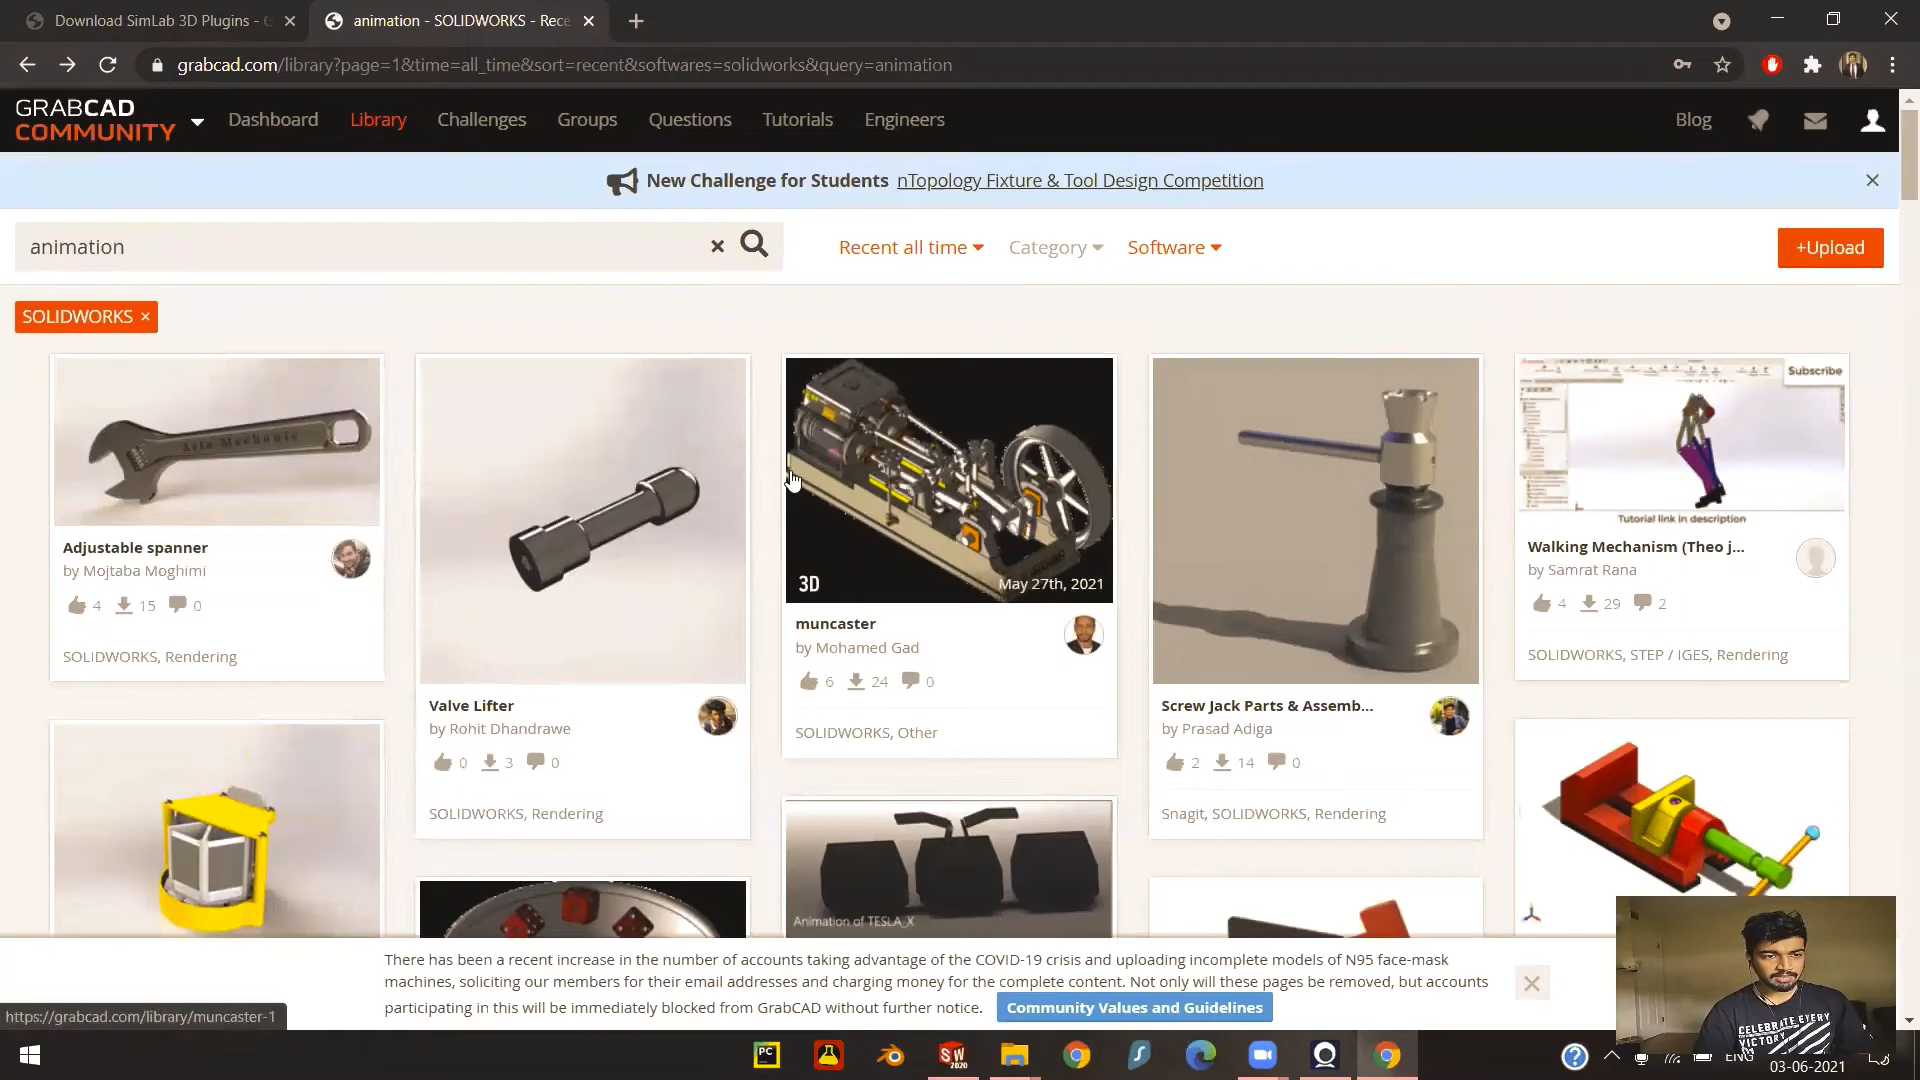 Download SimLab 3D Plugins - G
animation - SOLIDWORKS - Rece
grabcad.com/library?page=1&time=all_time&sort=recent&softwares=solidworks&query=animation
GRABCAD
COMMUNITY
Dashboard
Library
Challenges
Groups
Questions
Tutorials
Engineers
Blog
New Challenge for Students nTopology Fixture & Tool Design Competition
animation
Recent all time
Category
Software
+Upload
SOLIDWORKS ×
Arta Mechanic
Adjustable spanner
by Mojtaba Moghimi
4 15 0
SOLIDWORKS, Rendering
Valve Lifter
by Rohit Dhandrawe
0 3 0
SOLIDWORKS, Rendering
3D
May 27th, 2021
muncaster
by Mohamed Gad
6 24 0
SOLIDWORKS, Other
Animation of TESLA_X
Screw Jack Parts & Assemb...
by Prasad Adiga
2 14 0
Snagit, SOLIDWORKS, Rendering
Subscribe
Tutorial link in description
Walking Mechanism (Theo j...
by Samrat Rana
4 29 2
SOLIDWORKS, STEP / IGES, Rendering
There has been a recent increase in the number of accounts taking advantage of the COVID-19 crisis and uploading incomplete models of N95 face-mask
machines, soliciting our members for their email addresses and charging money for the complete content. Not only will these pages be removed, but accounts
participating in this will be immediately blocked from GrabCAD without further notice. Community Values and Guidelines
https://grabcad.com/library/muncaster-1
CELEBRATE EVERY
VICTORY
PC
SW
2020
ENG
03-06-2021